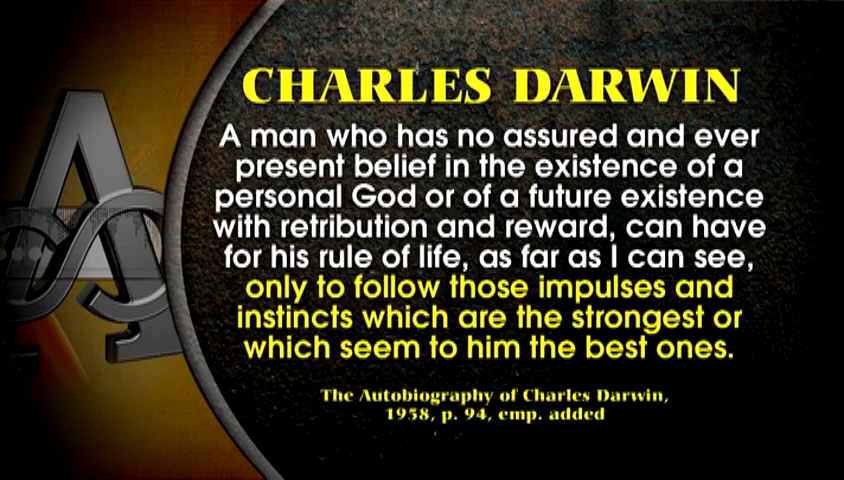 CHARLES DARWIN
A man who has no assured and ever
present belief in the existence of a
personal God or of a future existence
with retribution and reward, can have
for his rule of life, as far as I can see,
only to follow those impulses and
instincts which are the strongest or
which seem to him the best ones.
The Autobiography of Charles Darwin,
1958, p. 94, emp. added